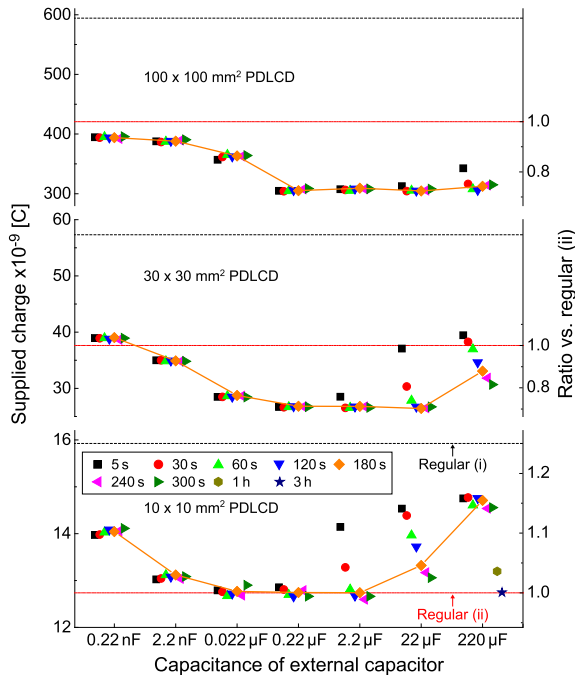 600
100 x 100 mm² PDLCD
500
400
1.0
0.8
300
60
30 x 30 mm² PDLCD
50
40
1.0
30
0.8
16
Regular (i)
5 s 30 s 60 s 120 s 180 s
240 s 300 s 1 h 3 h
10 x 10 mm² PDLCD
1.2
14
1.1
1.0
Regular (ii)
12
0.22 nF 2.2 nF 0.022 μF 0.22 μF 2.2 μF 22 μF 220 μF
Capacitance of external capacitor
Supplied charge x10⁻⁹ [C]
Ratio vs. regular (ii)